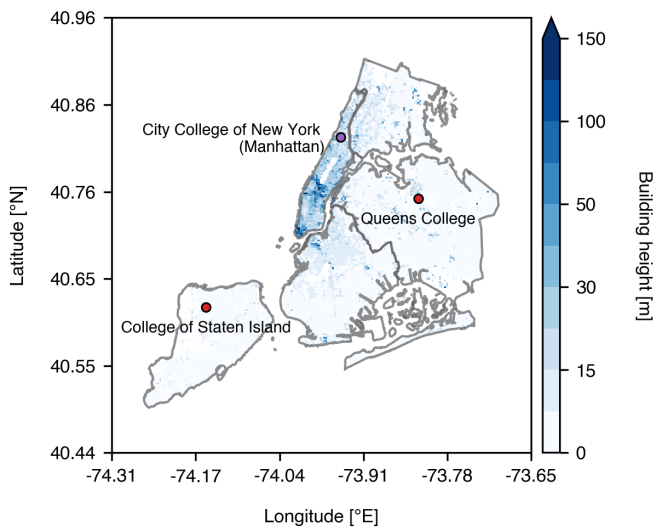 40.96
150
40.86
City College of New York
(Manhattan)
100
40.76
Queens College
50
Latitude [°N]
Building height [m]
40.65
30
College of Staten Island
40.55
15
40.44
0
-74.31
-74.17
-74.04
-73.91
-73.78
-73.65
Longitude [°E]